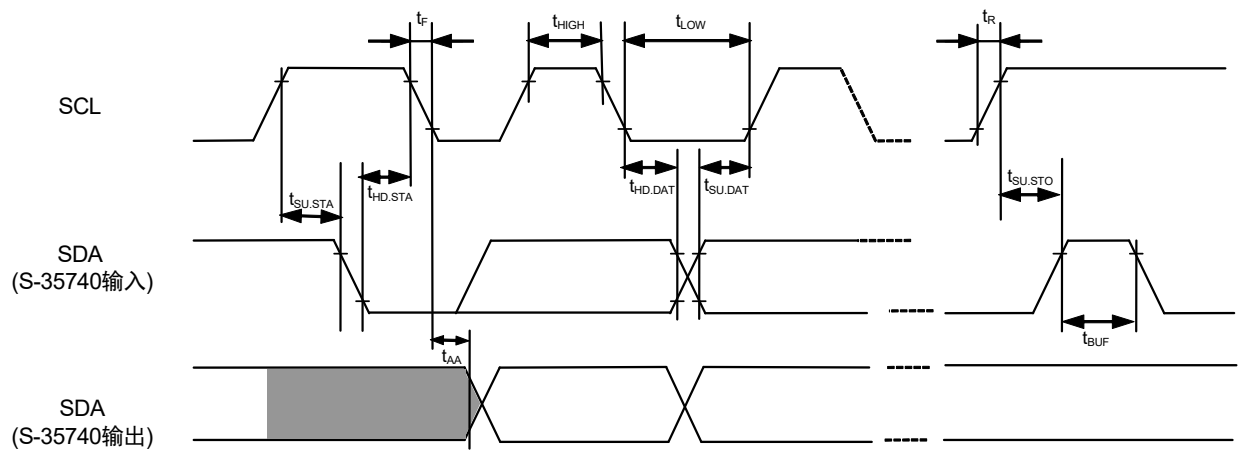 tF
tHIGH
tLOW
tR
SCL
tSU.STA
tHD.STA
tHD.DAT
tSU.DAT
tSU.STO
SDA
(S-35740输入)
tBUF
tAA
SDA
(S-35740输出)